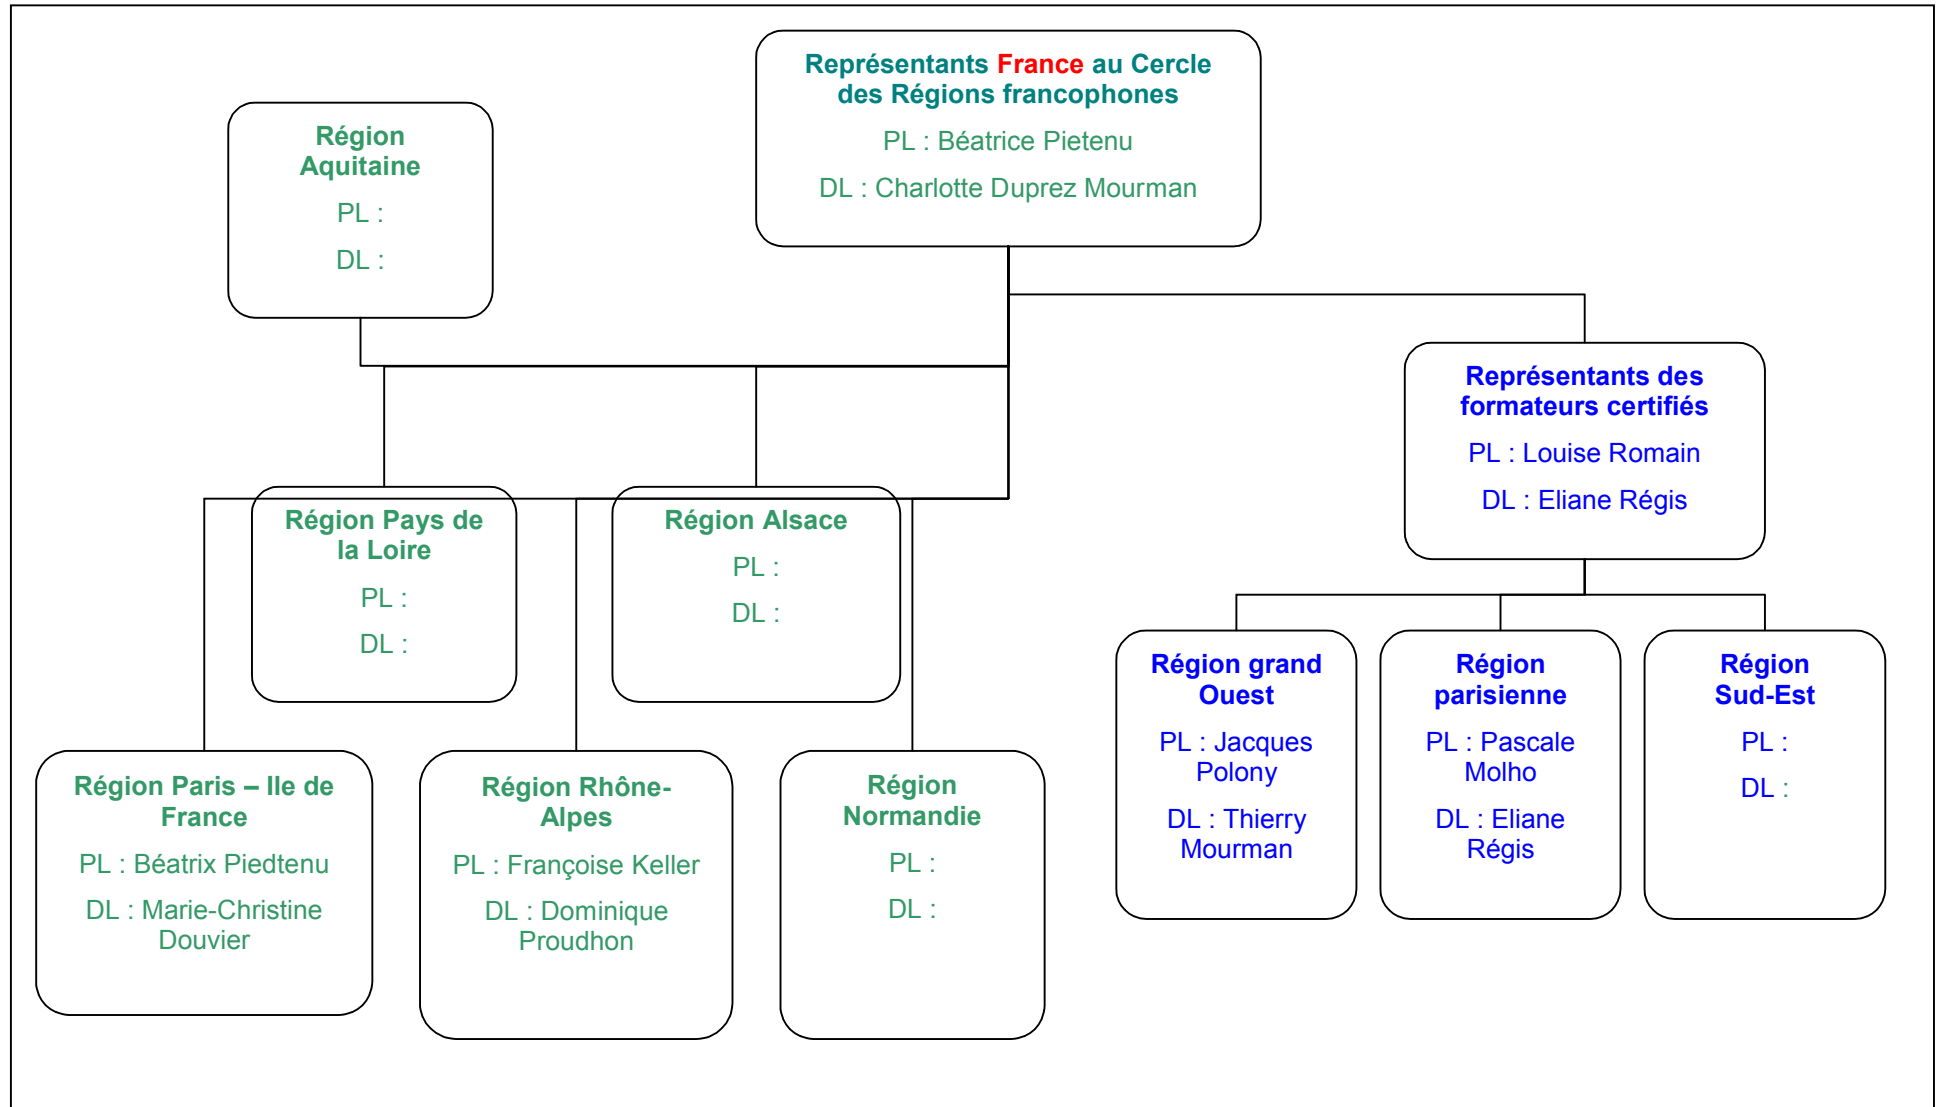 Représentants France au Cercle
des Régions francophones
PL : Béatrice Pietenu
DL : Charlotte Duprez Mourman
Région
Aquitaine
PL :
DL :
Représentants des
formateurs certifiés
PL : Louise Romain
DL : Eliane Régis
Région Pays de
la Loire
PL :
DL :
Région Alsace
PL :
DL :
Région grand
Ouest
PL : Jacques
Polony
DL : Thierry
Mourman
Région
parisienne
PL : Pascale
Molho
DL : Eliane
Régis
Région
Sud-Est
PL :
DL :
Région Paris – Ile de
France
PL : Béatrix Piedtenu
DL : Marie-Christine
Douvier
Région Rhône-
Alpes
PL : Françoise Keller
DL : Dominique
Proudhon
Région
Normandie
PL :
DL :